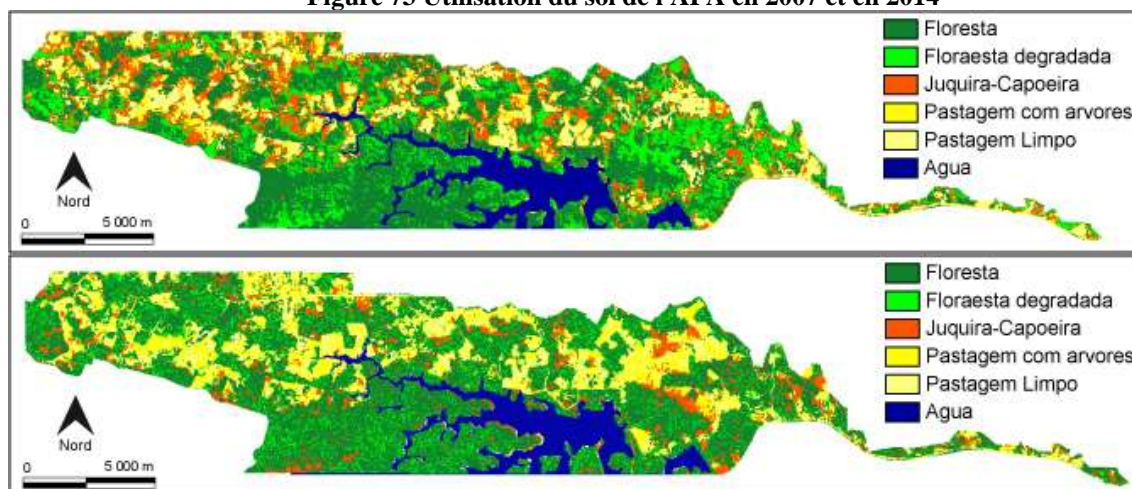 Figure 75 Utilisation du sol de l'APA en 2007 et en 2014
Floresta
Floraesta degradada
Juquira-Capoeira
Pastagem com arvores
Pastagem Limpo
Agua
Nord
0 5 000 m
Floresta
Floraesta degradada
Juquira-Capoeira
Pastagem com arvores
Pastagem Limpo
Agua
Nord
0 5 000 m